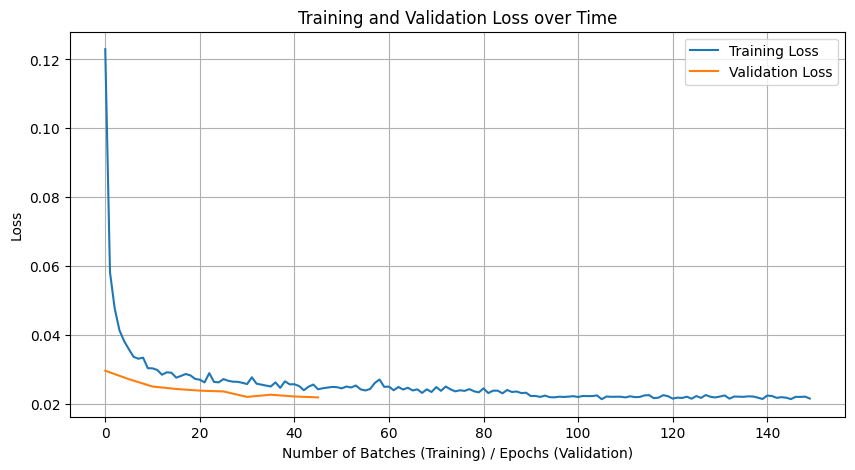 Training and Validation Loss over Time
Training Loss
Validation Loss
0.12
0.10
0.08
0.06
0.04
0.02
Loss
0 20 40 60 80 100 120 140
Number of Batches (Training) / Epochs (Validation)